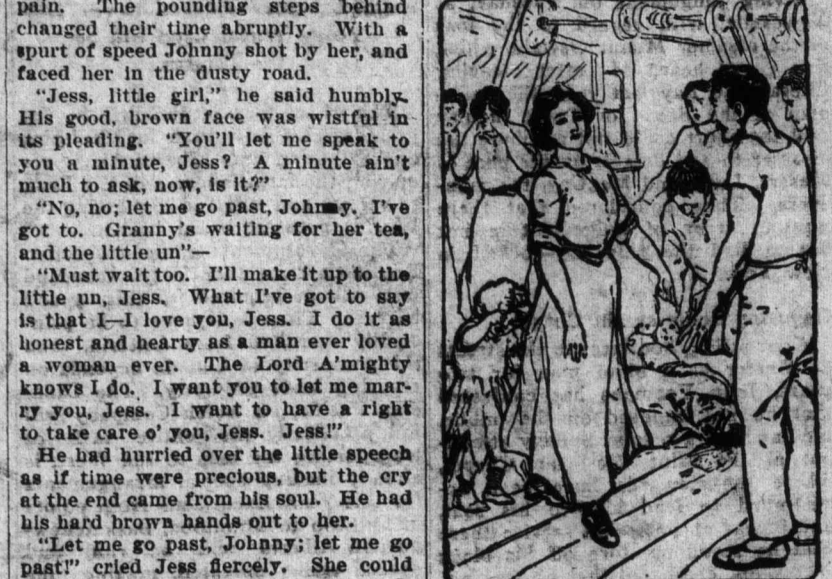 pain. The pounding steps behind
changed their time abruptly. With a
spurt of speed Johnny shot by her, and
faced her in the dusty road.
"Jess, little girl," he said humbly.
His good, brown face was wistful in
its pleading. "You'll let me speak to
you a minute, Jess? A minute ain't
much to ask, now, is it?"
"No, no; let me go past, Johnny. I've
got to. Granny's waiting for her tea,
and the little un"—
"Must wait too. I'll make it up to the
little un, Jess. What I've got to say
is that I—I love you, Jess. I do it as
honest and hearty as a man ever loved
a woman ever. The Lord A'mighty
knows I do. I want you to let me mar-
ry you, Jess. I want to have a right
to take care o' you, Jess. Jess!"
He had hurried over the little speech
as if time were precious, but the cry
at the end came from his soul. He had
his hard brown hands out to her.
"Let me go past, Johnny; let me go
past!" cried Jess fiercely. She could